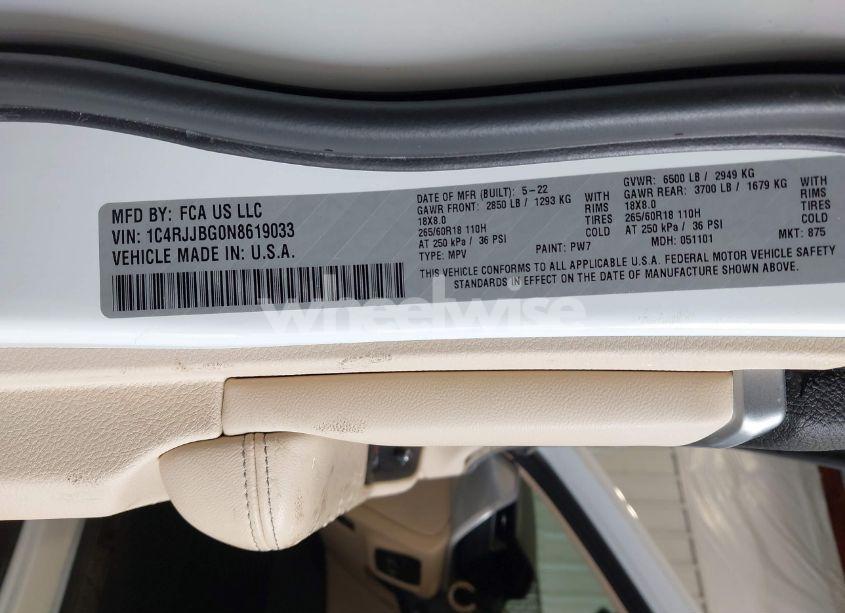 MFD BY: FCA US LLC
VIN: 1C4RJJBG0N8619033
VEHICLE MADE IN: U.S.A.
DATE OF MFR (BUILT): 5-22
GAWR FRONT: 2850 LB / 1293 KG WITH
18X8.0 RIMS
265/60R18 110H TIRES
AT 250 kPa / 36 PSI COLD
TYPE: MPV PAINT: PW7
GVWR: 6500 LB / 2949 KG
GAWR REAR: 3700 LB / 1679 KG WITH
18X8.0 RIMS
265/60R18 110H TIRES
AT 250 kPa / 36 PSI COLD
MDH: 051101 MKT: 875
THIS VEHICLE CONFORMS TO ALL APPLICABLE U.S.A. FEDERAL MOTOR VEHICLE SAFETY
STANDARDS IN EFFECT ON THE DATE OF MANUFACTURE SHOWN ABOVE.
wheelwise